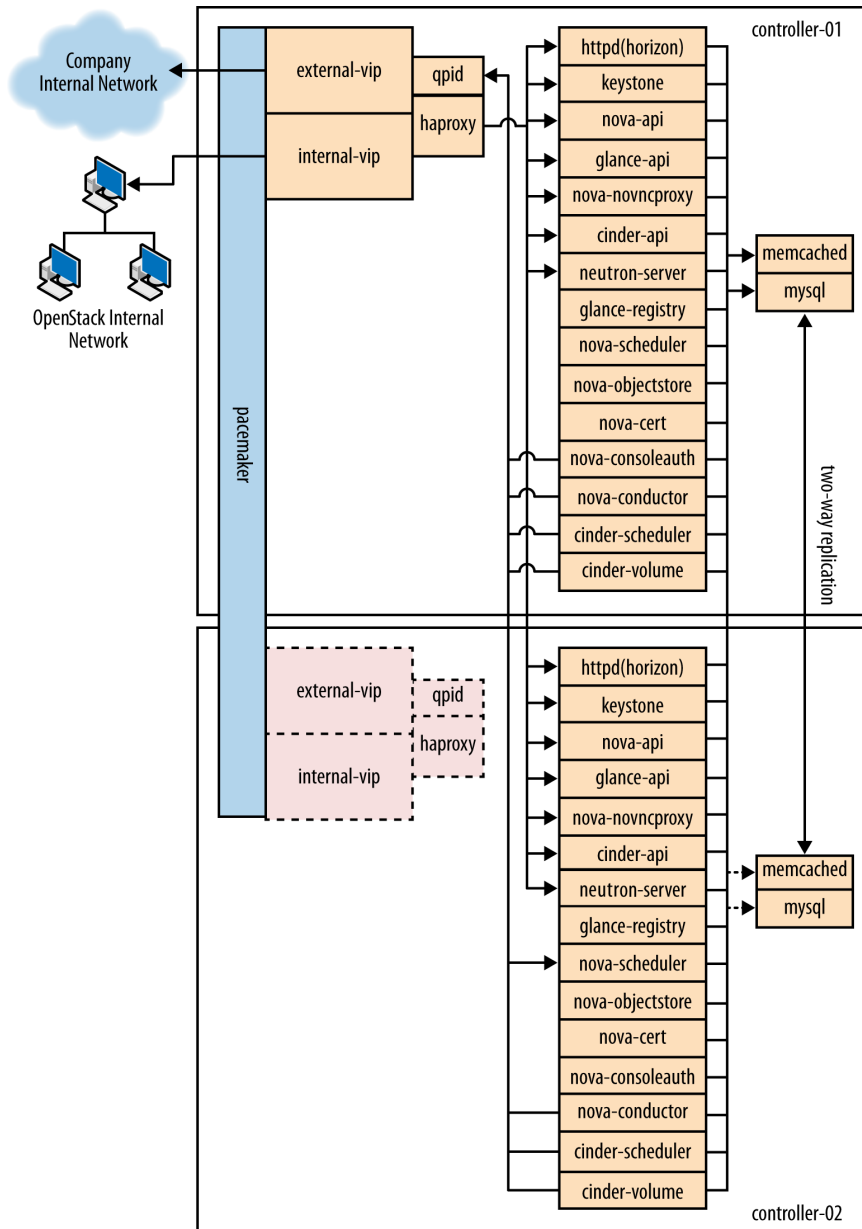 controller-01
Company
Internal Network
external-vip
qpid
haproxy
internal-vip
OpenStack Internal
Network
pacemaker
httpd(horizon)
keystone
nova-api
glance-api
nova-novncproxy
cinder-api
neutron-server
glance-registry
nova-scheduler
nova-objectstore
nova-cert
nova-consoleauth
nova-conductor
cinder-scheduler
cinder-volume
memcached
mysql
two-way replication
external-vip
qpid
haproxy
internal-vip
httpd(horizon)
keystone
nova-api
glance-api
nova-novncproxy
cinder-api
neutron-server
glance-registry
nova-scheduler
nova-objectstore
nova-cert
nova-consoleauth
nova-conductor
cinder-scheduler
cinder-volume
memcached
mysql
controller-02